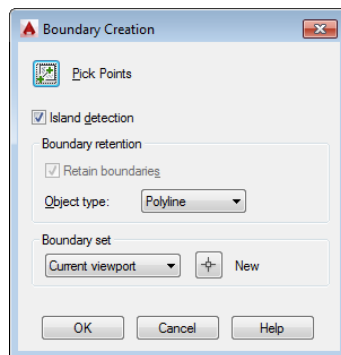 Boundary Creation
Pick Points
Island detection
Boundary retention
Retain boundaries
Object type: Polyline
Boundary set
Current viewport New
OK Cancel Help